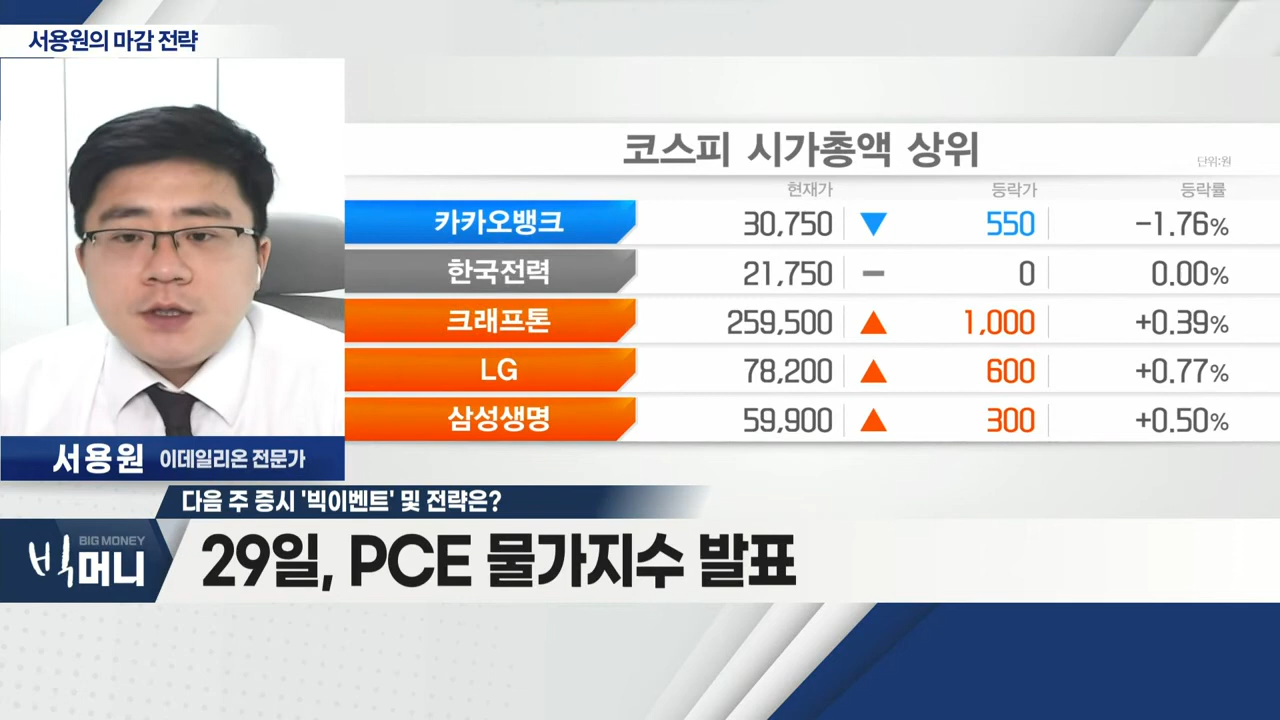 서용원의 마감 전략
코스피 시가총액 상위
단위:원
현재가 등락가 등락률
카카오뱅크 30,750 ▼ 550 -1.76%
한국전력 21,750 - 0 0.00%
크래프톤 259,500 ▲ 1,000 +0.39%
LG 78,200 ▲ 600 +0.77%
삼성생명 59,900 ▲ 300 +0.50%
서용원 이데일리온 전문가
다음 주 증시 '빅이벤트' 및 전략은?
BIG MONEY
빅머니
29일, PCE 물가지수 발표